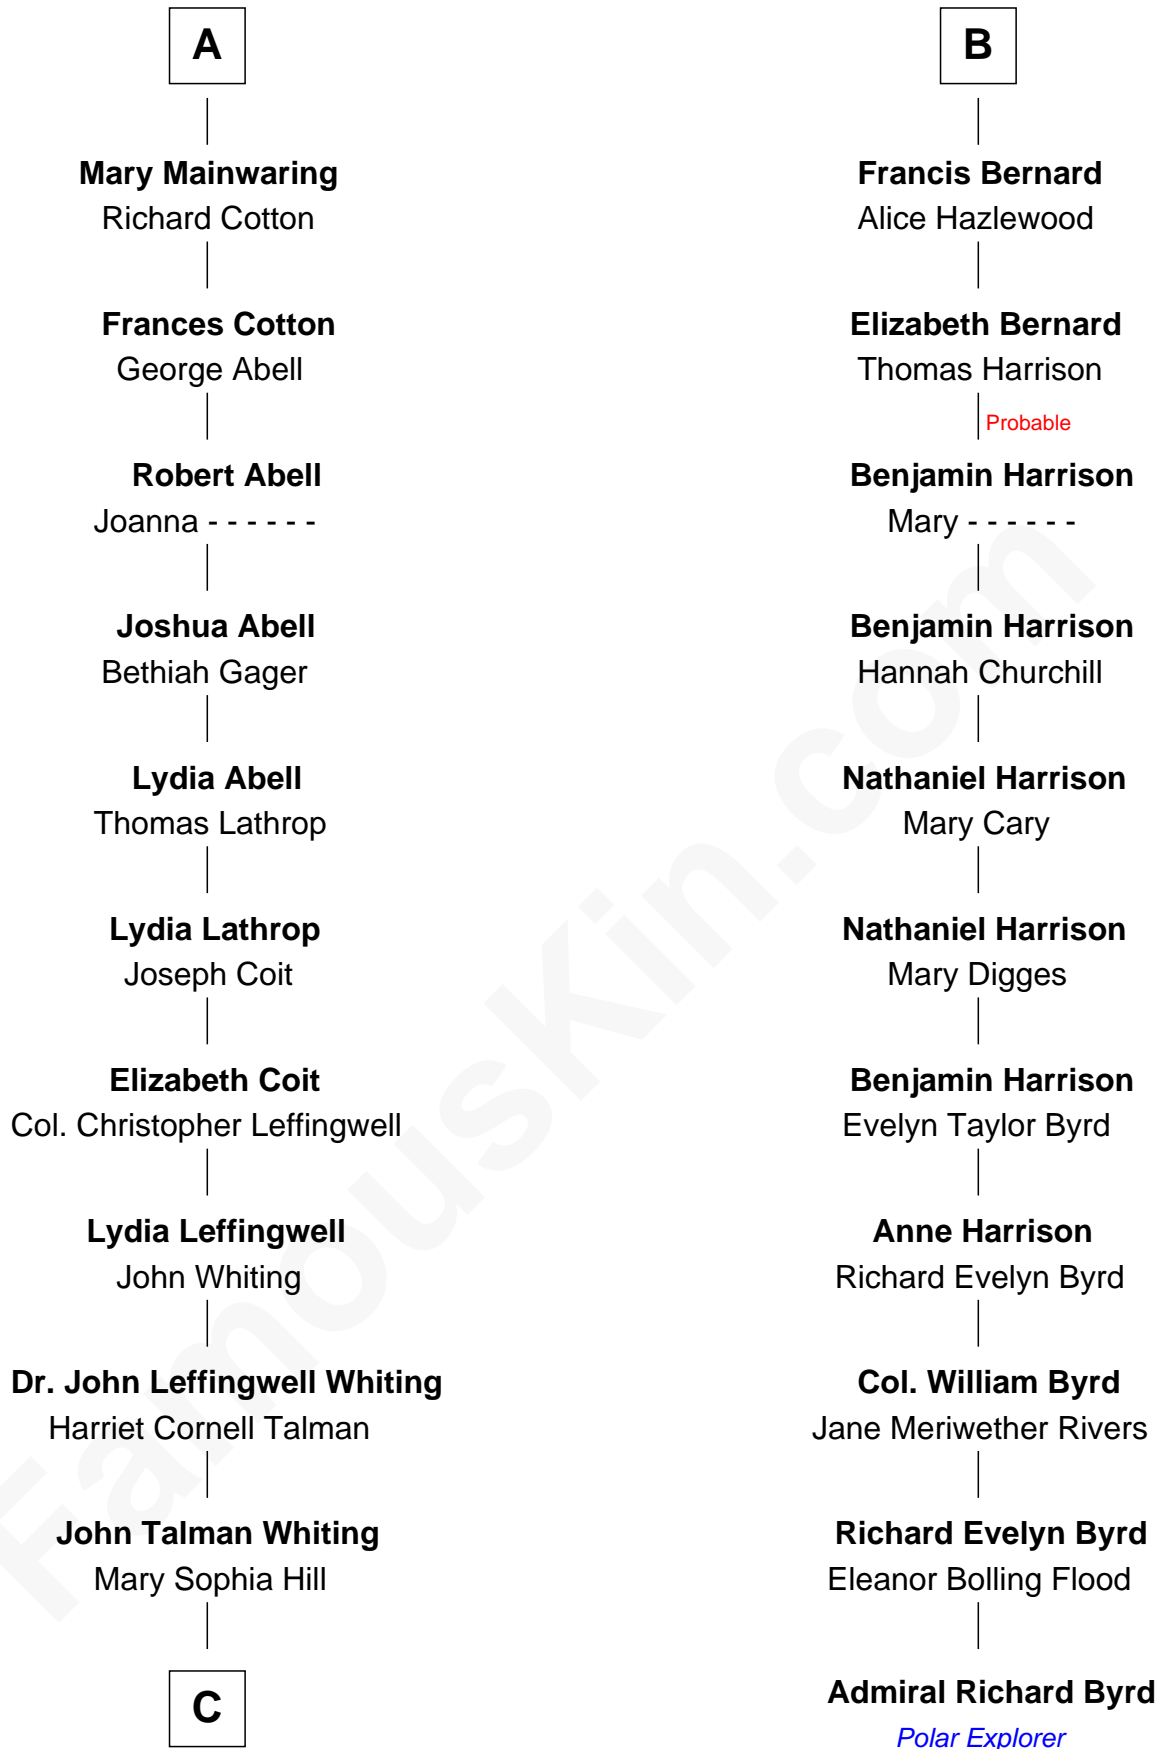 A
Mary Mainwaring
Richard Cotton
Frances Cotton
George Abell
Robert Abell
Joanna - - - - - -
Joshua Abell
Bethiah Gager
Lydia Abell
Thomas Lathrop
Lydia Lathrop
Joseph Coit
Elizabeth Coit
Col. Christopher Leffingwell
Lydia Leffingwell
John Whiting
Dr. John Leffingwell Whiting
Harriet Cornell Talman
John Talman Whiting
Mary Sophia Hill
C
B
Francis Bernard
Alice Hazlewood
Elizabeth Bernard
Thomas Harrison
Probable
Benjamin Harrison
Mary - - - - - -
Benjamin Harrison
Hannah Churchill
Nathaniel Harrison
Mary Cary
Nathaniel Harrison
Mary Digges
Benjamin Harrison
Evelyn Taylor Byrd
Anne Harrison
Richard Evelyn Byrd
Col. William Byrd
Jane Meriwether Rivers
Richard Evelyn Byrd
Eleanor Bolling Flood
Admiral Richard Byrd
Polar Explorer
FamousKin.com